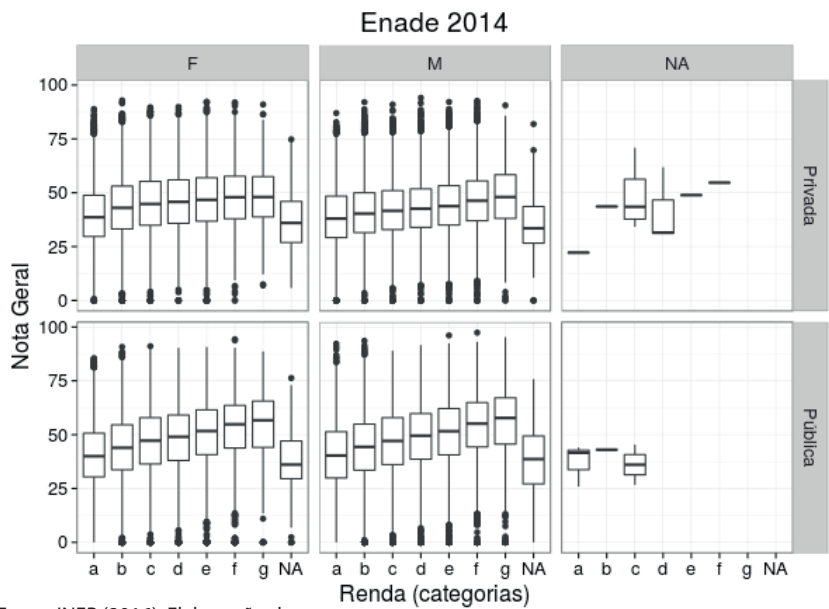 Enade 2014
F M NA
100
75
50
25
0
Privada
Nota Geral
100
75
50
25
0
Pública
a b c d e f g NA a b c d e f g NA a b c d e f g NA
Renda (categorias)